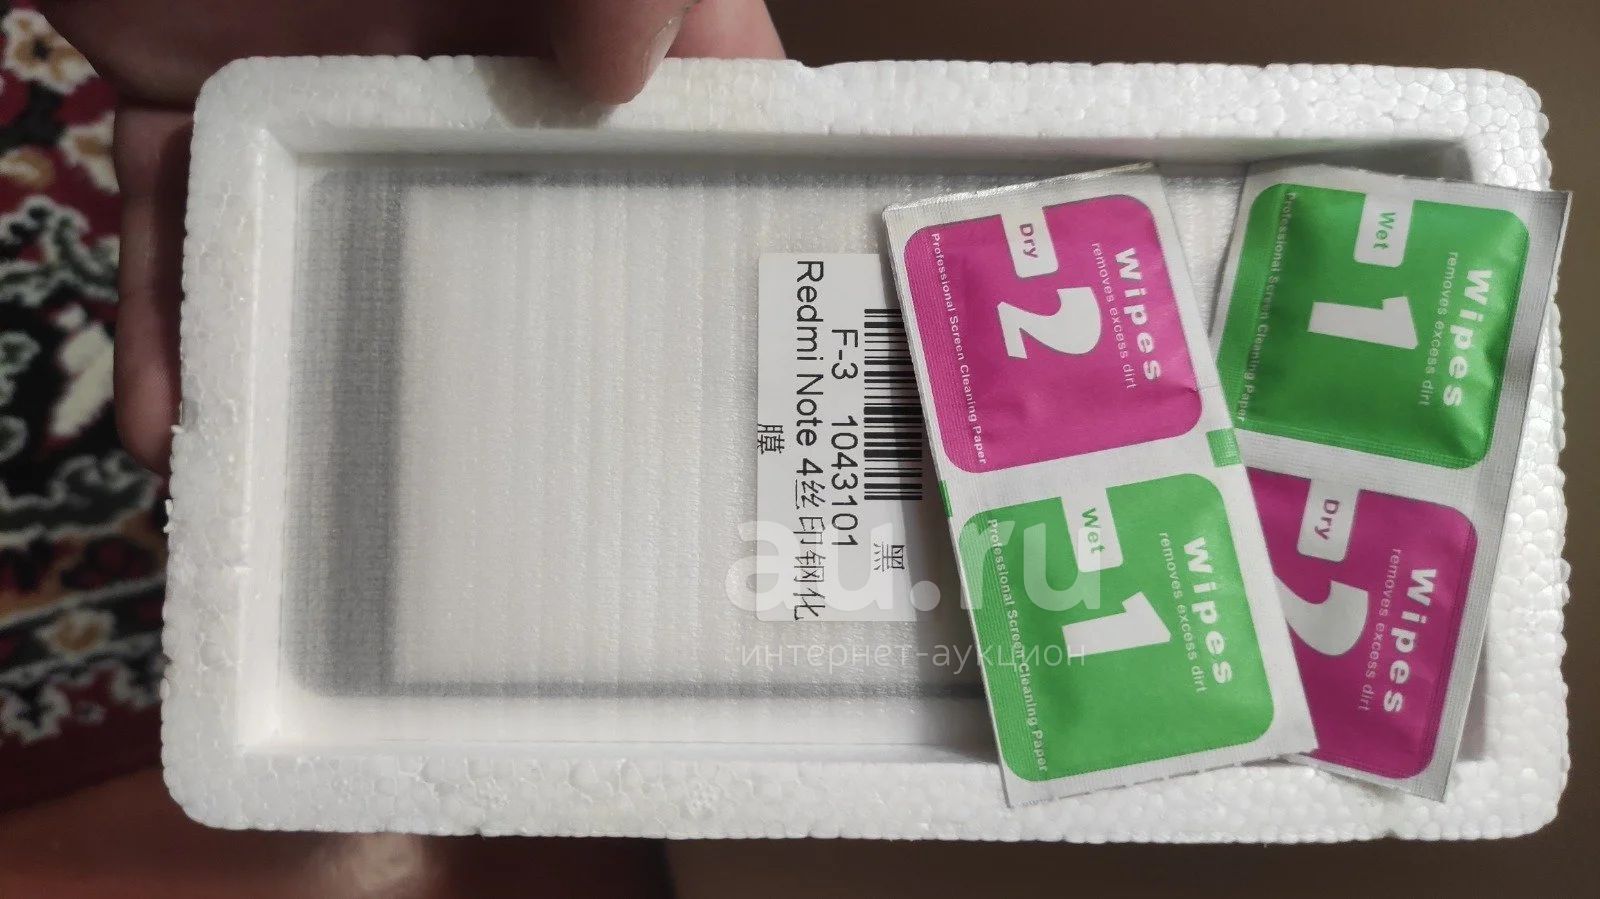 F-3 1043101 黑
Redmi Note 4丝印钢化
膜
Wipes
removes excess dirt
Dry
2
Professional Screen Cleaning Paper
Wipes
removes excess dirt
Wet
1
Professional Screen Cleaning Paper
Wipes
removes excess dirt
Wet
1
Professional Screen Cleaning Paper
Wipes
removes excess dirt
Dry
2
au.ru
интернет-аукцион